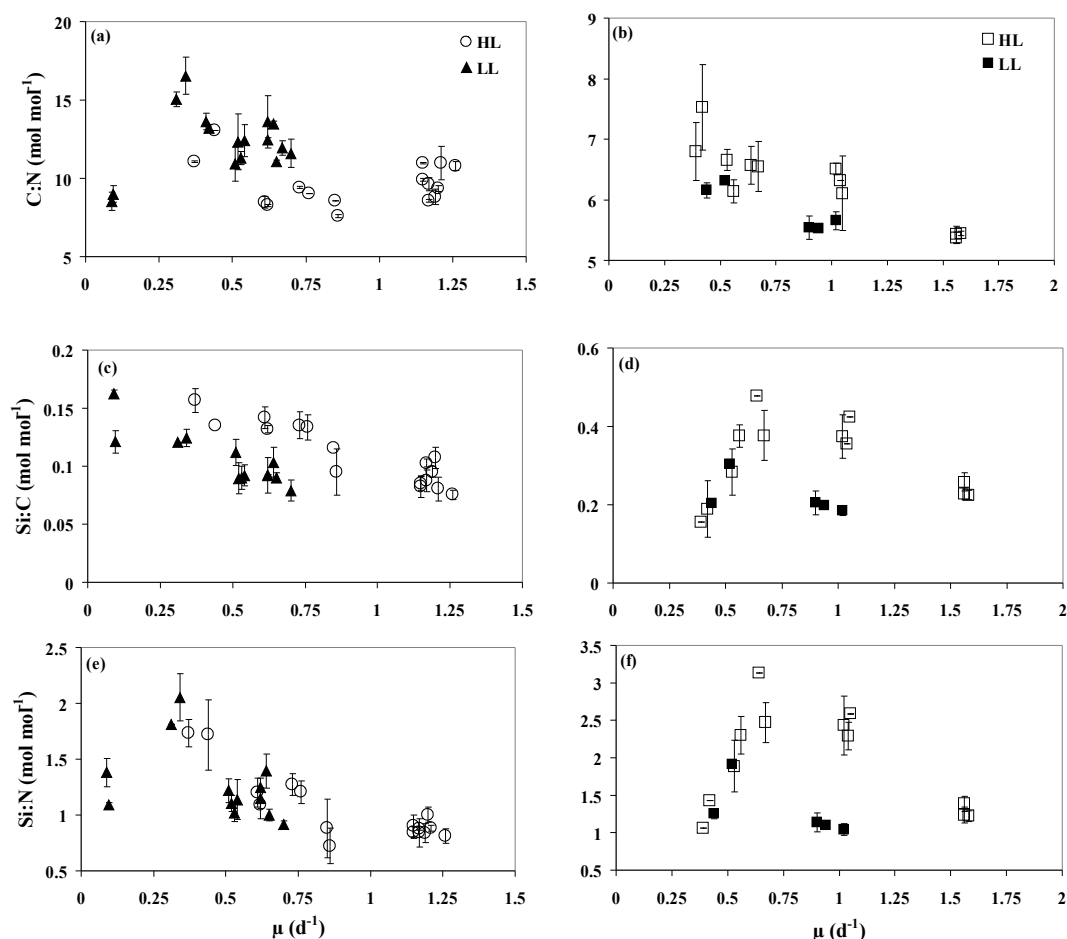 (a)
HL
LL
C:N (mol mol⁻¹)
20
15
10
5
0 0.25 0.5 0.75 1 1.25 1.5
(b)
HL
LL
9
8
7
6
5
0 0.25 0.5 0.75 1 1.25 1.5 1.75 2
(c)
Si:C (mol mol⁻¹)
0.2
0.15
0.1
0.05
0
0 0.25 0.5 0.75 1 1.25 1.5
(d)
0.6
0.4
0.2
0
0 0.25 0.5 0.75 1 1.25 1.5 1.75 2
(e)
Si:N (mol mol⁻¹)
2.5
2
1.5
1
0.5
0 0.25 0.5 0.75 1 1.25 1.5
μ (d⁻¹)
(f)
3.5
3
2.5
2
1.5
1
0.5
0 0.25 0.5 0.75 1 1.25 1.5 1.75 2
μ (d⁻¹)